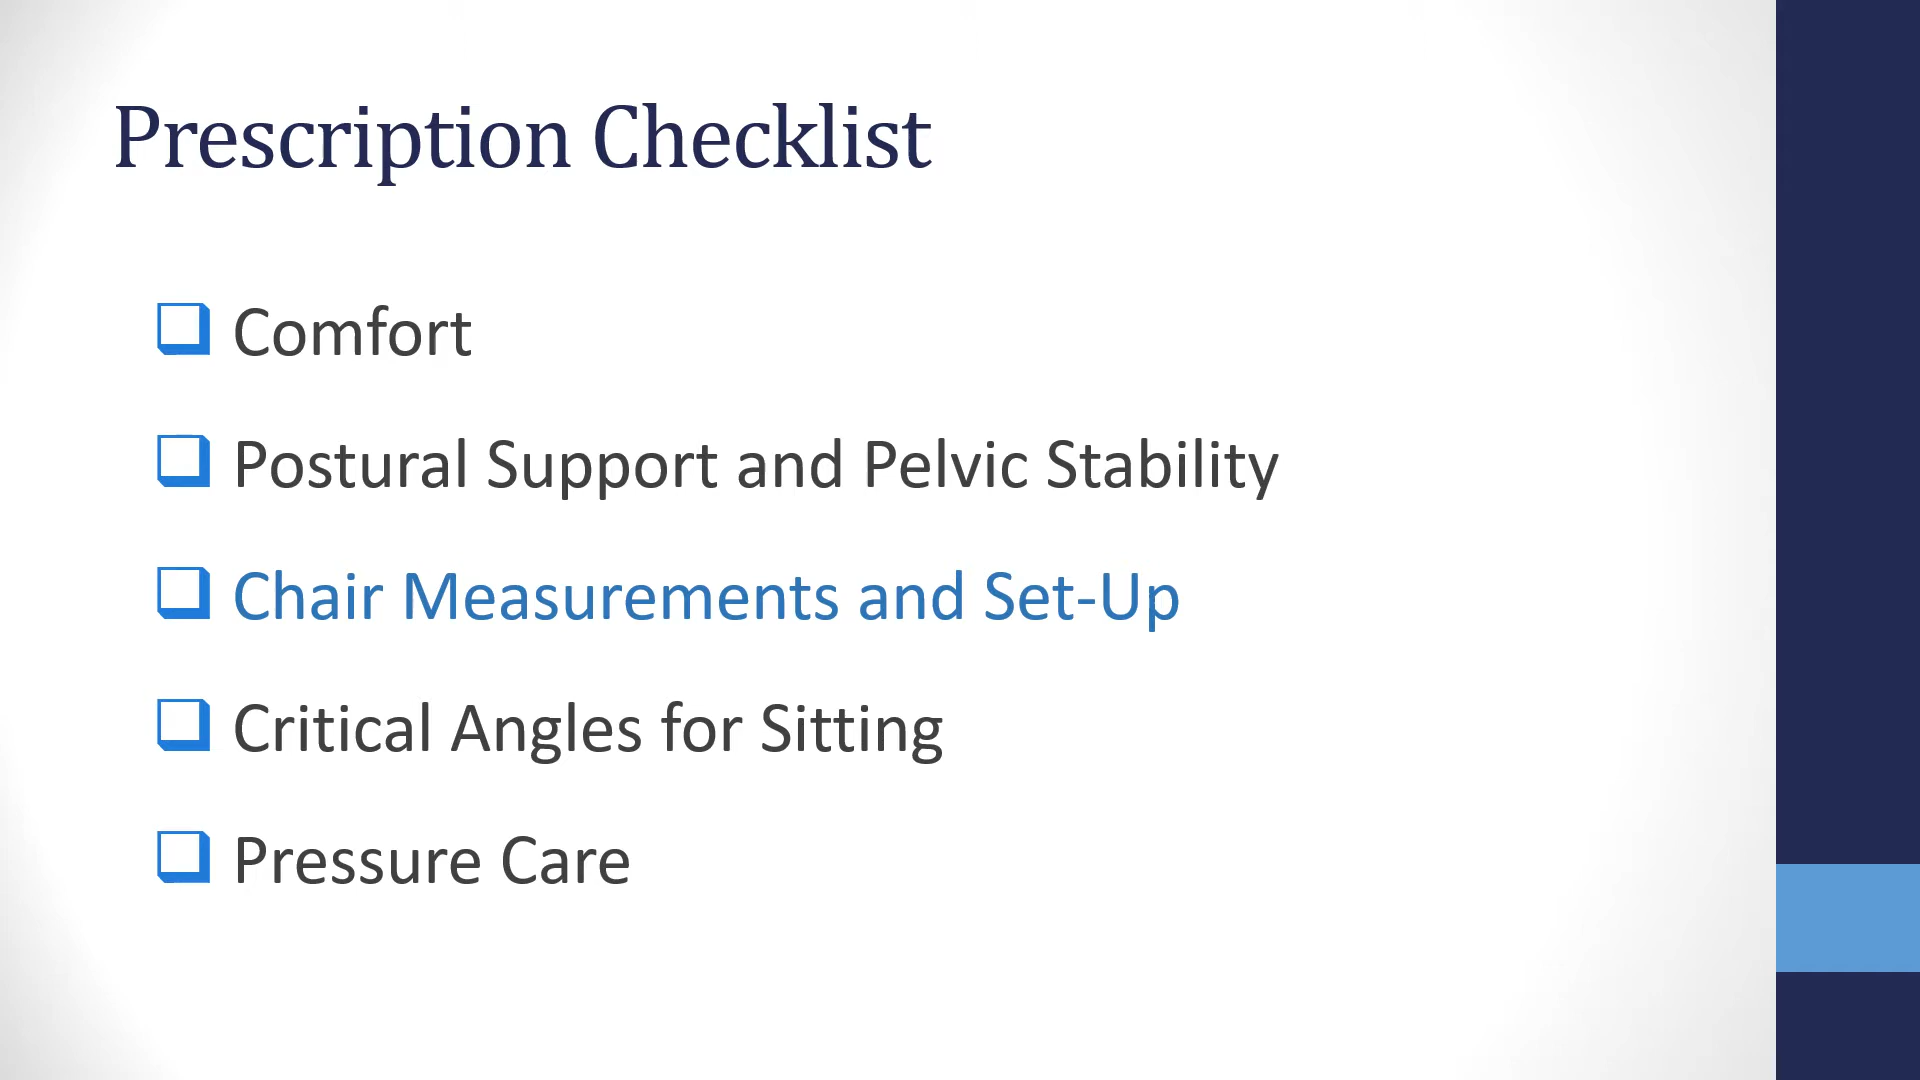 Prescription Checklist
Comfort
Postural Support and Pelvic Stability
Chair Measurements and Set-Up
Critical Angles for Sitting
Pressure Care